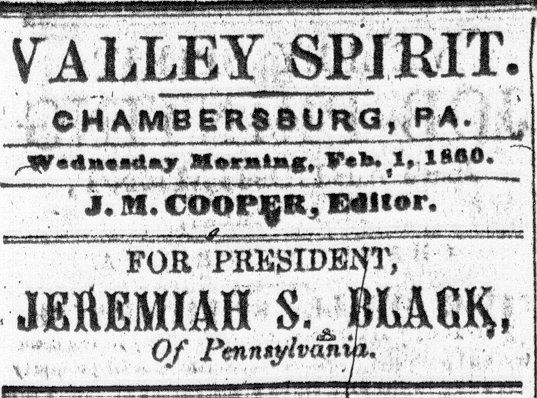 VALLEY SPIRIT.
CHAMBERSBURG, PA.
Wednesday Morning, Feb. 1, 1860.
J. M. COOPER, Editor.
FOR PRESIDENT,
JEREMIAH S. BLACK,
Of Pennsylvania.